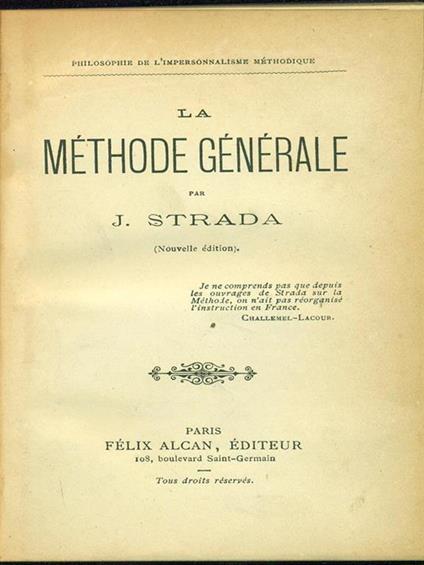 PHILOSOPHIE DE L'IMPERSONNALISME MÉTHODIQUE
LA
MÉTHODE GÉNÉRALE
PAR
J. STRADA
(Nouvelle édition).
Je ne comprends pas que depuis
les ouvrages de Strada sur la
Méthode, on n'ait pas réorganisé
l'instruction en France.
CHALLEMEL-LACOUR.
PARIS
FÉLIX ALCAN, ÉDITEUR
108, boulevard Saint-Germain
Tous droits réservés.